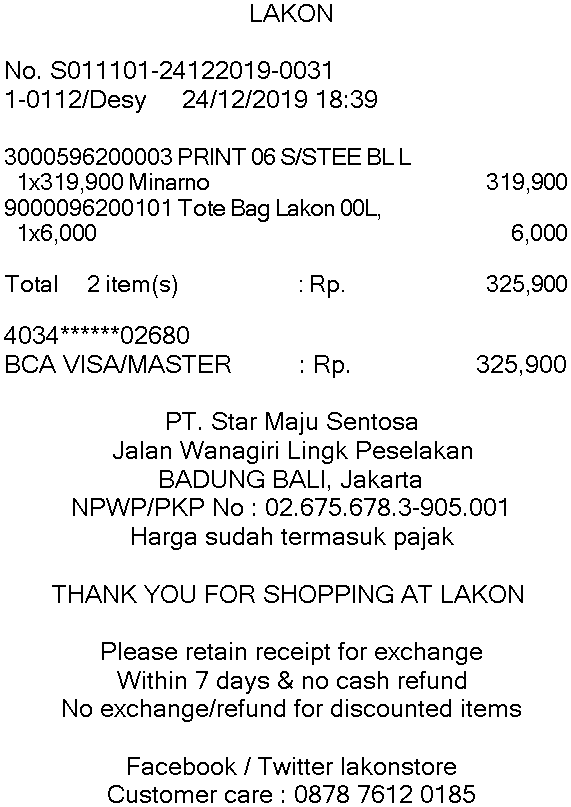 LAKON
No. S011101-24122019-0031
1-0112/Desy 24/12/2019 18:39
3000596200003 PRINT 06 S/STEE BL L
1x319,900 Minarno 319,900
9000096200101 Tote Bag Lakon 00L,
1x6,000 6,000
Total 2 item(s) : Rp. 325,900
4034******02680
BCA VISA/MASTER : Rp. 325,900
PT. Star Maju Sentosa
Jalan Wanagiri Lingk Peselakan
BADUNG BALI, Jakarta
NPWP/PKP No : 02.675.678.3-905.001
Harga sudah termasuk pajak
THANK YOU FOR SHOPPING AT LAKON
Please retain receipt for exchange
Within 7 days & no cash refund
No exchange/refund for discounted items
Facebook / Twitter lakonstore
Customer care : 0878 7612 0185